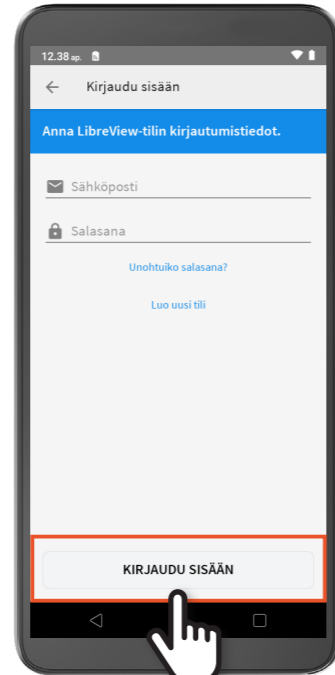 12.38 ap.
Kirjaudu sisään
Anna LibreView-tilin kirjautumistiedot.
Sähköposti
Salasana
Unohtuiko salasana?
Luo uusi tili
KIRJAUDU SISÄÄN